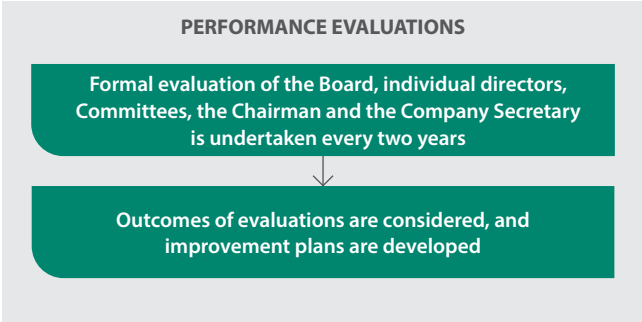 PERFORMANCE EVALUATIONS
Formal evaluation of the Board, individual directors,
Committees, the Chairman and the Company Secretary
is undertaken every two years
Outcomes of evaluations are considered, and
improvement plans are developed